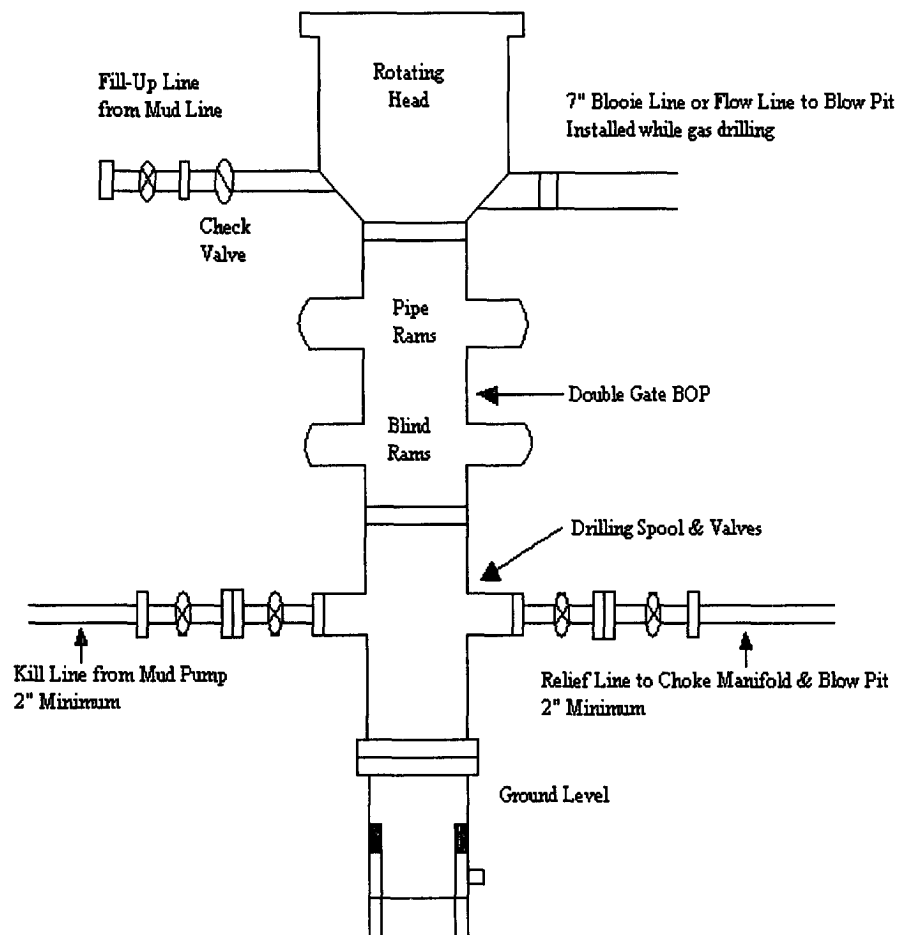 Rotating
Head
Fill-Up Line
from Mud Line
7" Blooie Line or Flow Line to Blow Pit
Installed while gas drilling
Check
Valve
Pipe
Rams
Double Gate BOP
Blind
Rams
Drilling Spool & Valves
Kill Line from Mud Pump
2" Minimum
Relief Line to Choke Manifold & Blow Pit
2" Minimum
Ground Level